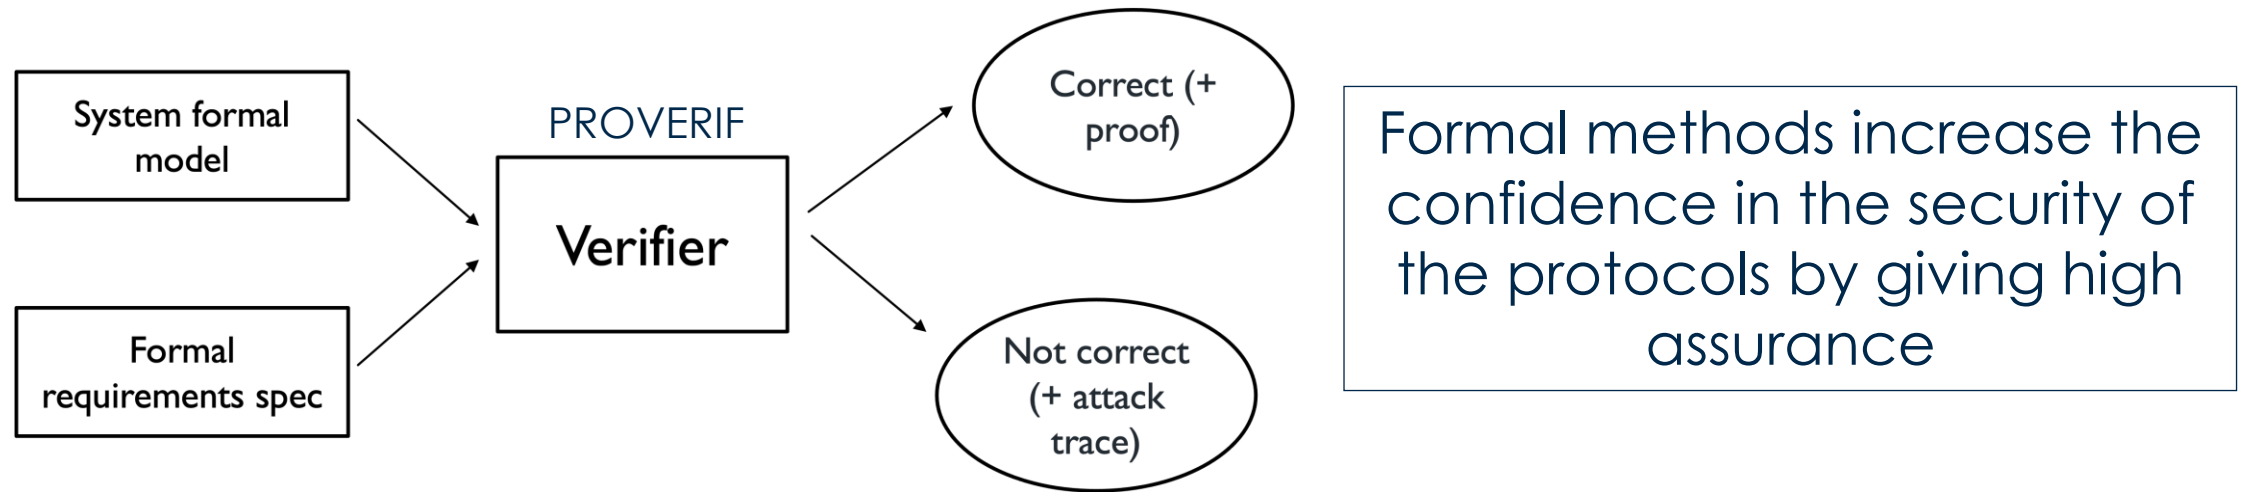 System formal
model
Formal
requirements spec
PROVERIF
Verifier
Correct (+
proof)
Not correct
(+ attack
trace)
Formal methods increase the
confidence in the security of
the protocols by giving high
assurance